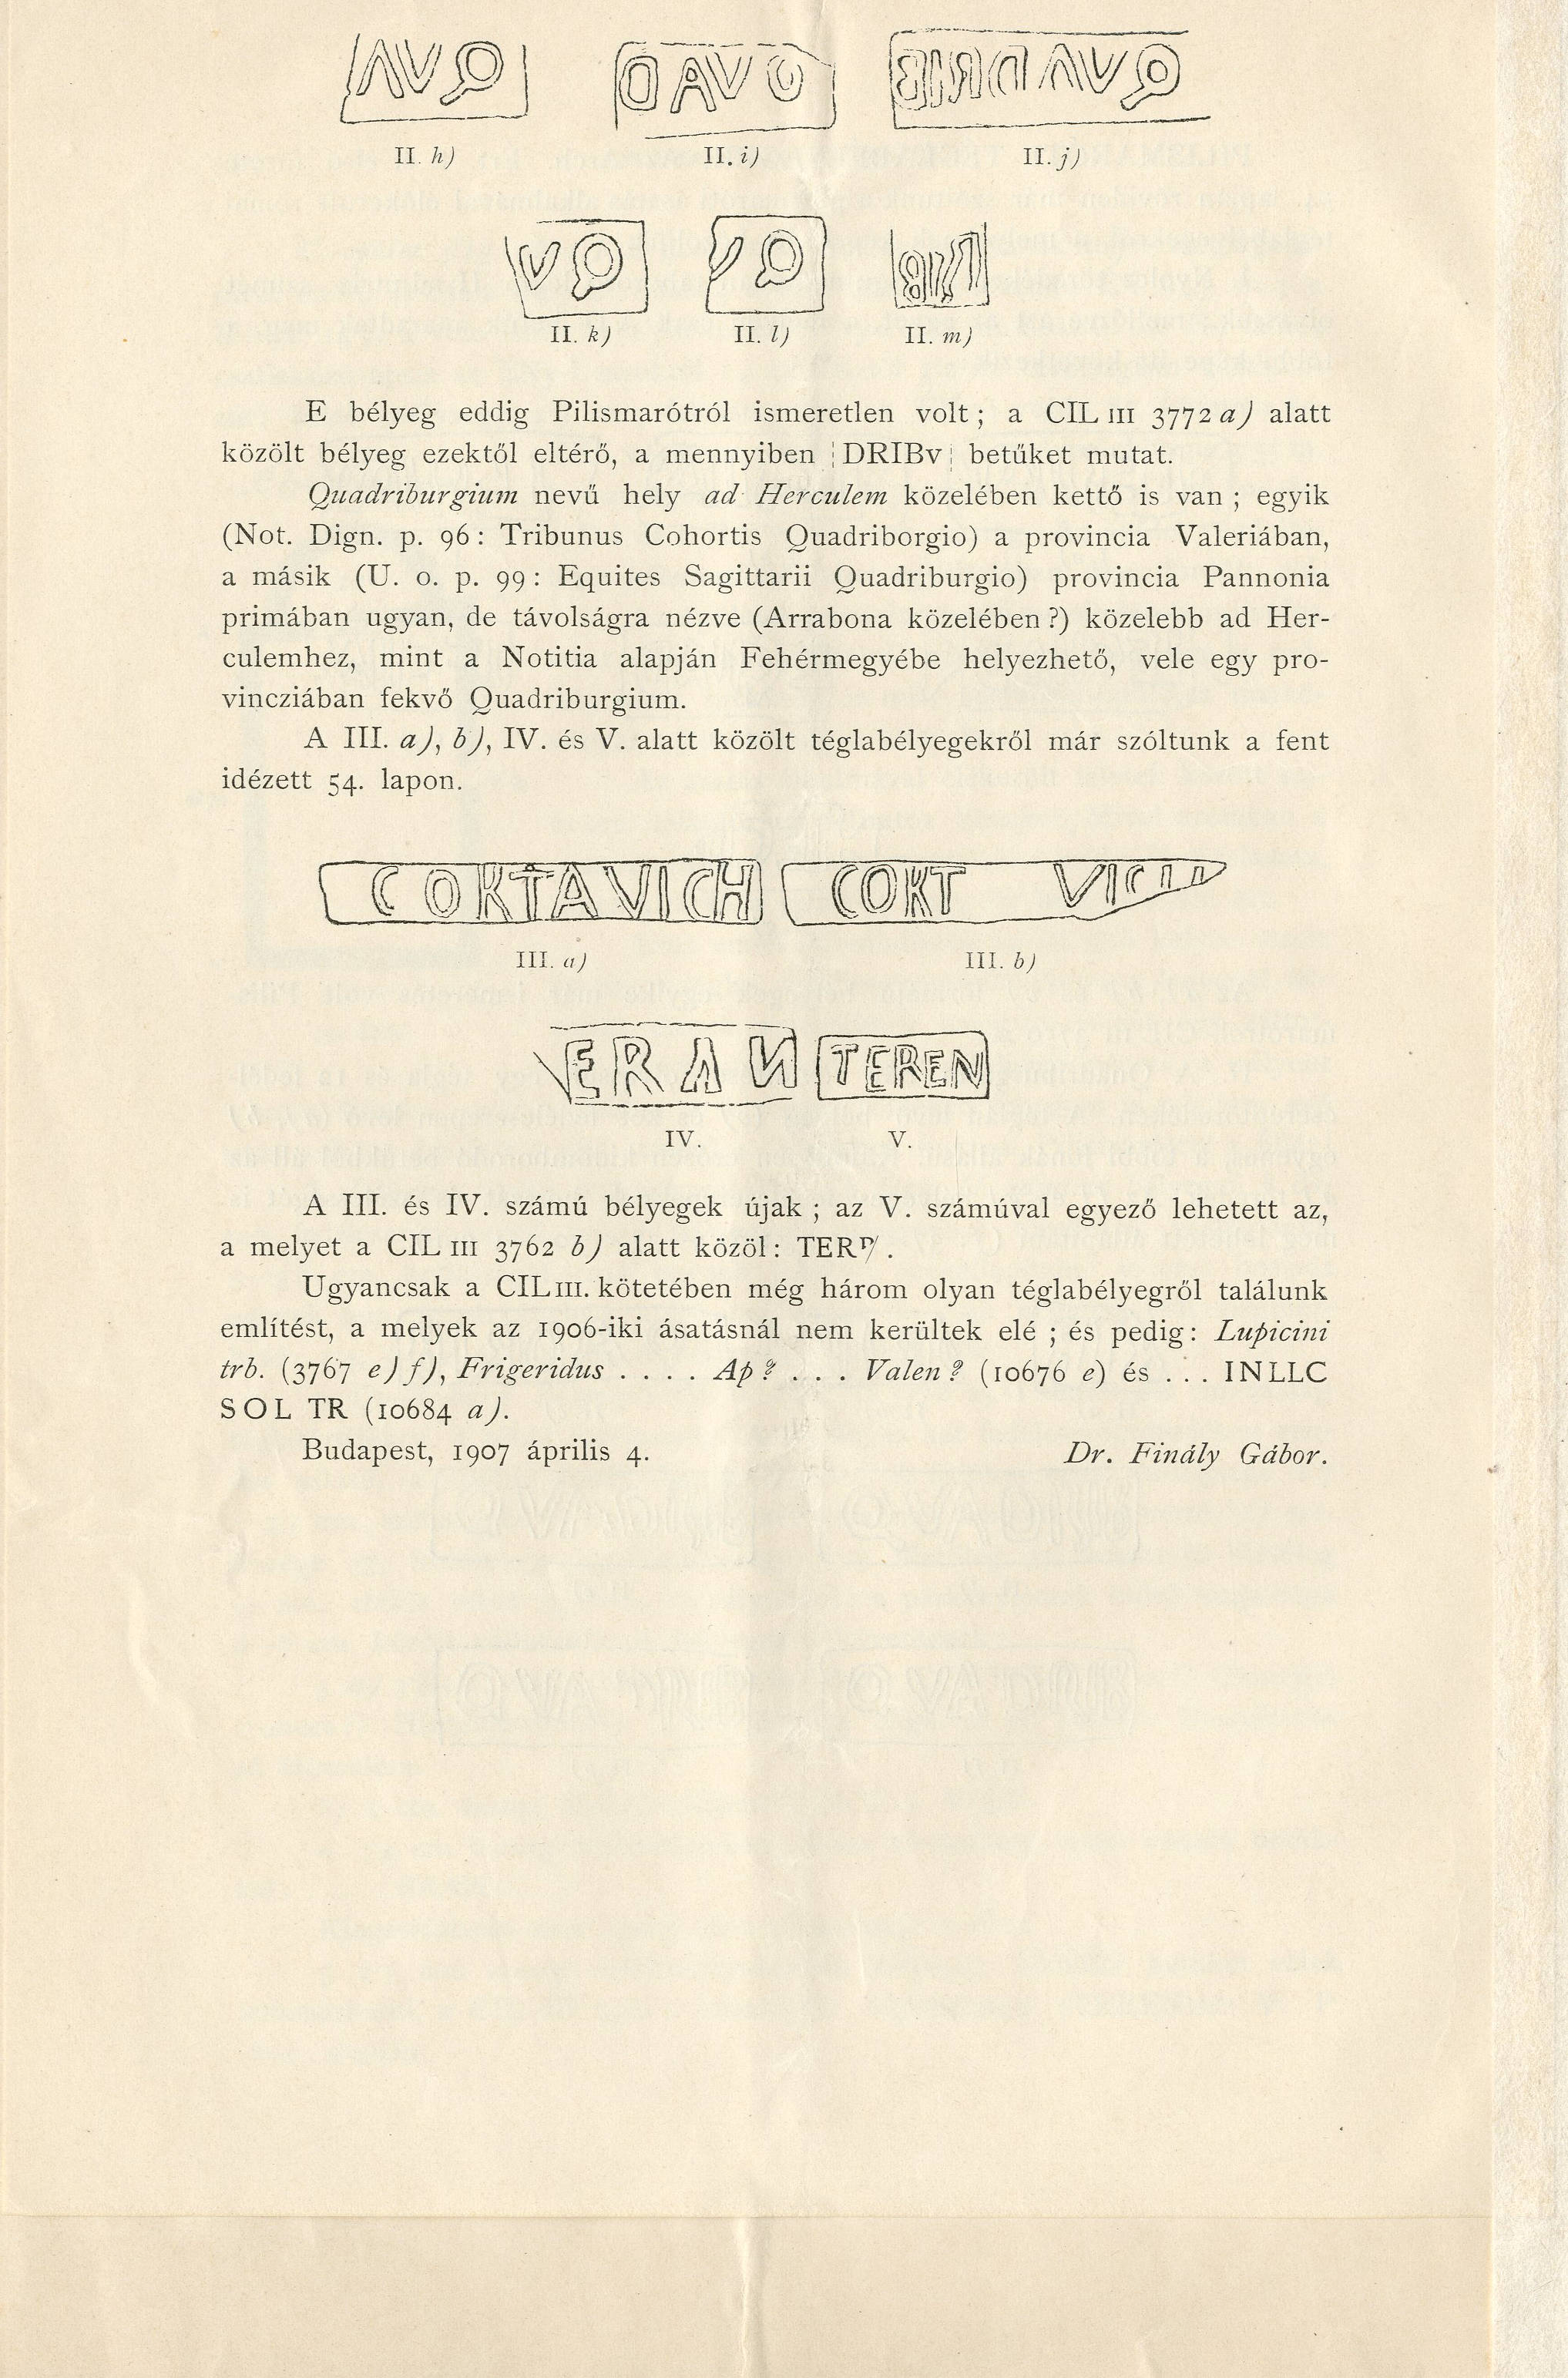 II. h) II. i) II. j)
II. k) II. l) II. m)
E bélyeg eddig Pilismarótról ismeretlen volt; a CIL III 3772 a) alatt
közölt bélyeg ezektől eltérő, a mennyiben ¦DRIBv¦ betűket mutat.
Quadriburgium nevű hely ad Herculem közelében kettő is van; egyik
(Not. Dign. p. 96: Tribunus Cohortis Quadriborgio) a provincia Valeriában,
a másik (U. o. p. 99: Equites Sagittarii Quadriburgio) provincia Pannonia
primában ugyan, de távolságra nézve (Arrabona közelében?) közelebb ad Her-
culemhez, mint a Notitia alapján Fehérmegyébe helyezhető, vele egy pro-
vincziában fekvő Quadriburgium.
A III. a), b), IV. és V. alatt közölt téglabélyegekről már szóltunk a fent
idézett 54. lapon.
CORTAVICH CORT VICII
III. a) III. b)
ERAN TEREN
IV. V.
A III. és IV. számú bélyegek újak; az V. számúval egyező lehetett az,
a melyet a CIL III 3762 b) alatt közöl: TER
Ugyancsak a CIL III. kötetében még három olyan téglabélyegről találunk
említést, a melyek az 1906-iki ásatásnál nem kerültek elé; és pedig: Lupicini
trb. (3767 e) f), Frigeridus . . . . Ap? . . . Valen? (10676 e) és . . . INLLC
SOL TR (10684 a).
Budapest, 1907 április 4. Dr. Finály Gábor.